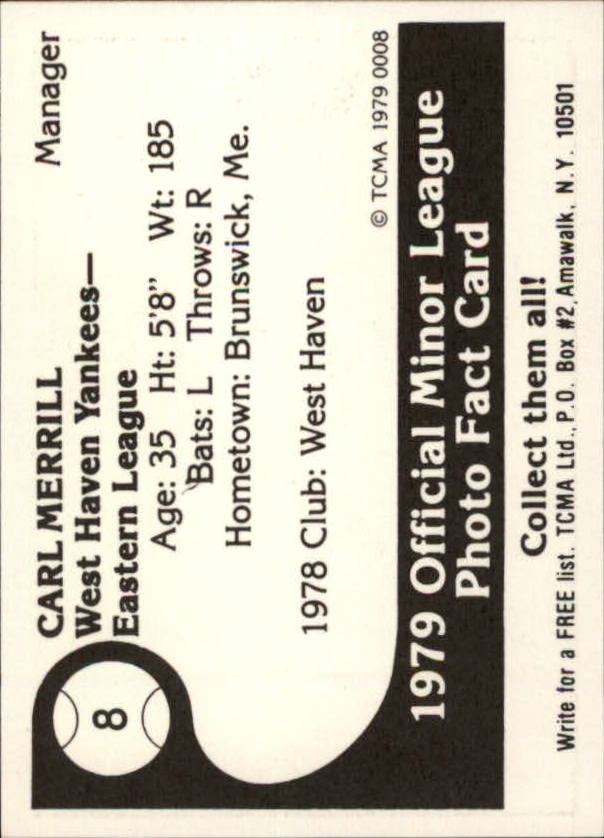 8
CARL MERRILL Manager
West Haven Yankees—
Eastern League
Age: 35 Ht: 5'8" Wt: 185
Bats: L Throws: R
Hometown: Brunswick, Me.
1978 Club: West Haven
© TCMA 1979 0008
1979 Official Minor League
Photo Fact Card
Collect them all!
Write for a FREE list. TCMA Ltd., P.O. Box #2, Amawalk, N.Y. 10501